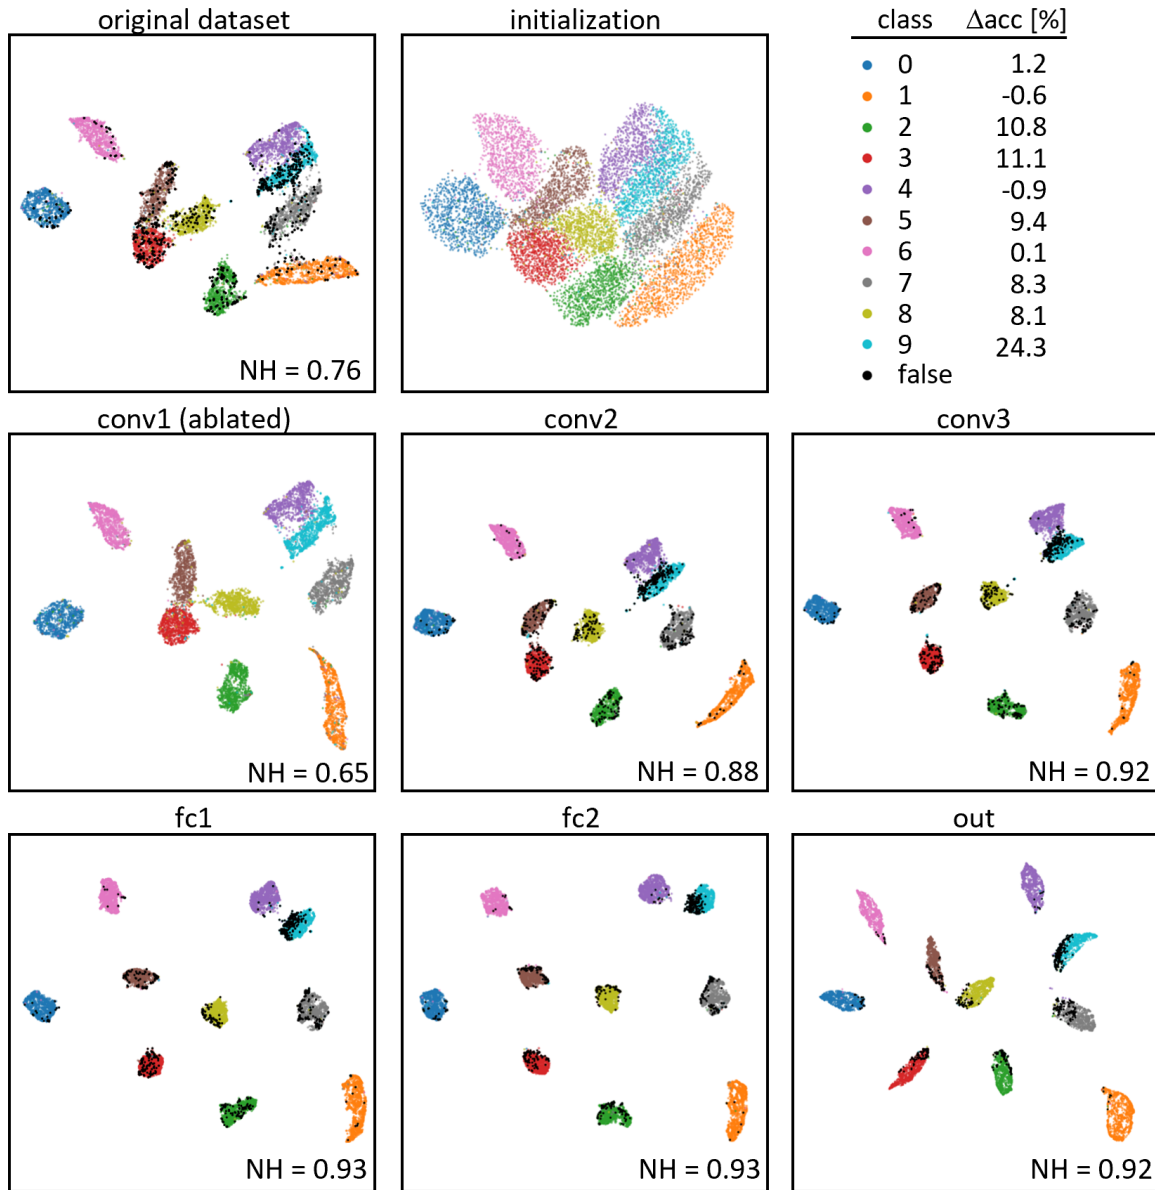 original dataset
initialization
class Δacc [%]
0 1.2
1 -0.6
2 10.8
3 11.1
4 -0.9
5 9.4
6 0.1
7 8.3
8 8.1
9 24.3
false
NH = 0.76
conv1 (ablated)
conv2
conv3
NH = 0.65
NH = 0.88
NH = 0.92
fc1
fc2
out
NH = 0.93
NH = 0.93
NH = 0.92